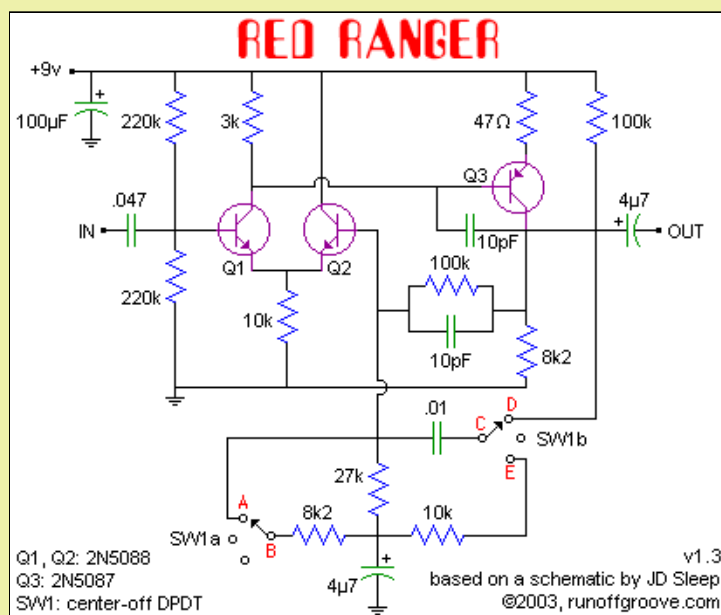 RED RANGER
+9v
100µF
220k
3k
47Ω
100k
Q3
.047
4µ7
IN
OUT
10pF
Q1
Q2
100k
220k
10k
10pF
8k2
.01
D
C
SW1b
E
27k
A
8k2
10k
SW1a
B
4µ7
Q1, Q2: 2N5088
Q3: 2N5087
SW1: center-off DPDT
v1.3
based on a schematic by JD Sleep
©2003, runoffgroove.com